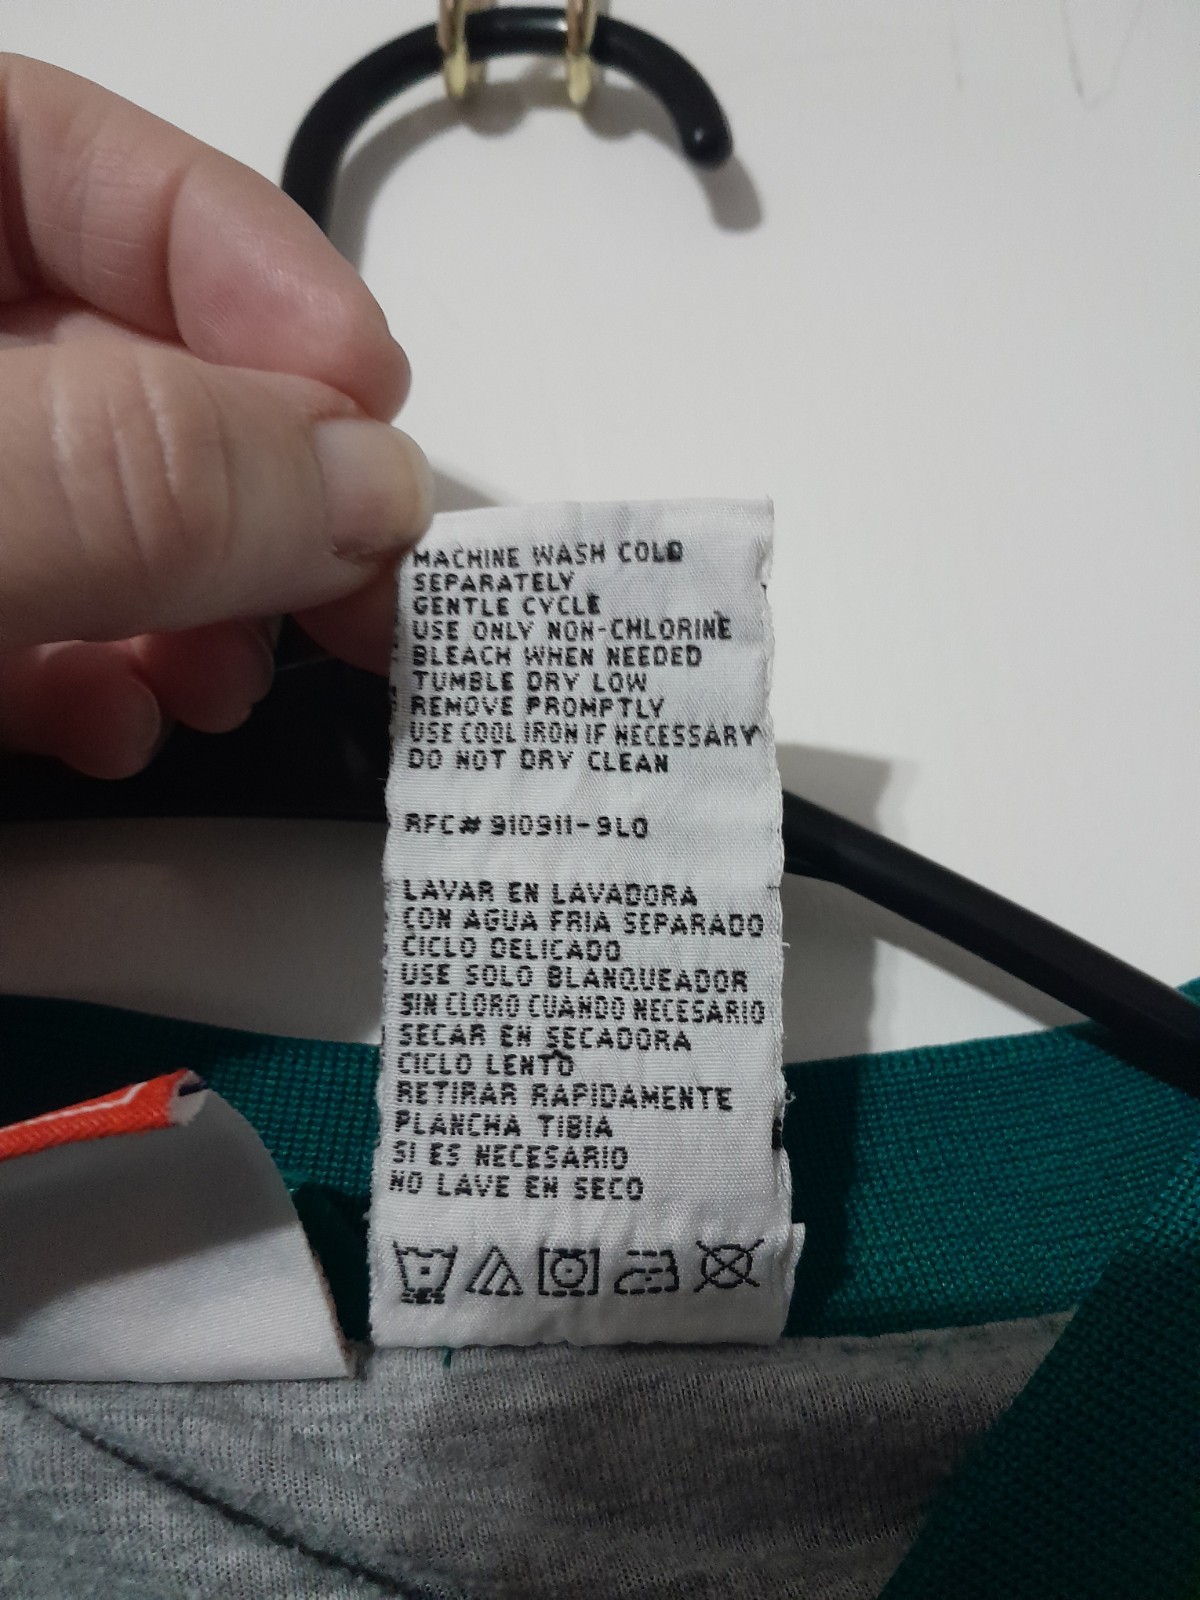 MACHINE WASH COLD
SEPARATELY
GENTLE CYCLE
USE ONLY NON-CHLORINE
BLEACH WHEN NEEDED
TUMBLE DRY LOW
REMOVE PROMPTLY
USE COOL IRON IF NECESSARY
DO NOT DRY CLEAN
RFC# 910911-9L0
LAVAR EN LAVADORA
CON AGUA FRIA SEPARADO
CICLO DELICADO
USE SOLO BLANQUEADOR
SIN CLORO CUANDO NECESARIO
SECAR EN SECADORA
CICLO LENTO
RETIRAR RAPIDAMENTE
PLANCHA TIBIA
SI ES NECESARIO
NO LAVE EN SECO